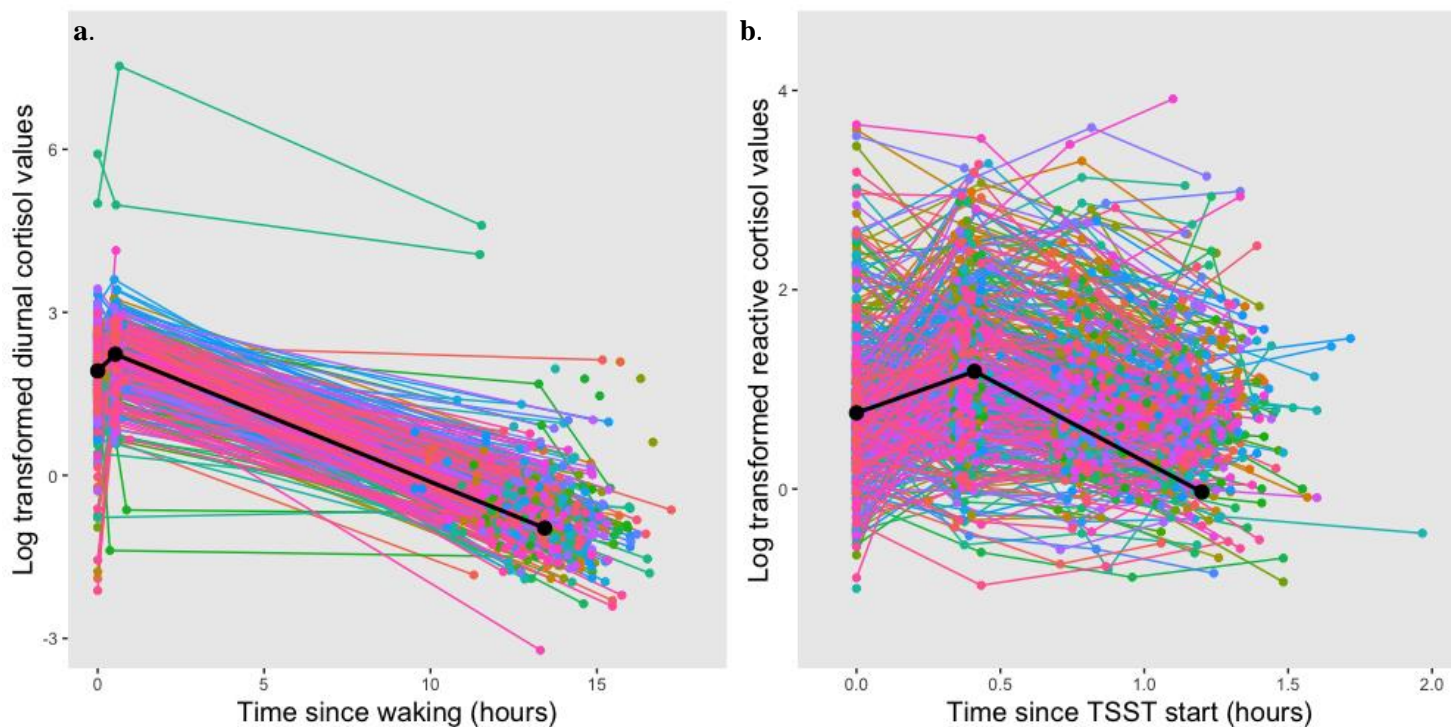 a.
Log transformed diurnal cortisol values
6
3
0
-3
0 5 10 15
Time since waking (hours)
b.
Log transformed reactive cortisol values
4
2
0
0.0 0.5 1.0 1.5 2.0
Time since TSST start (hours)